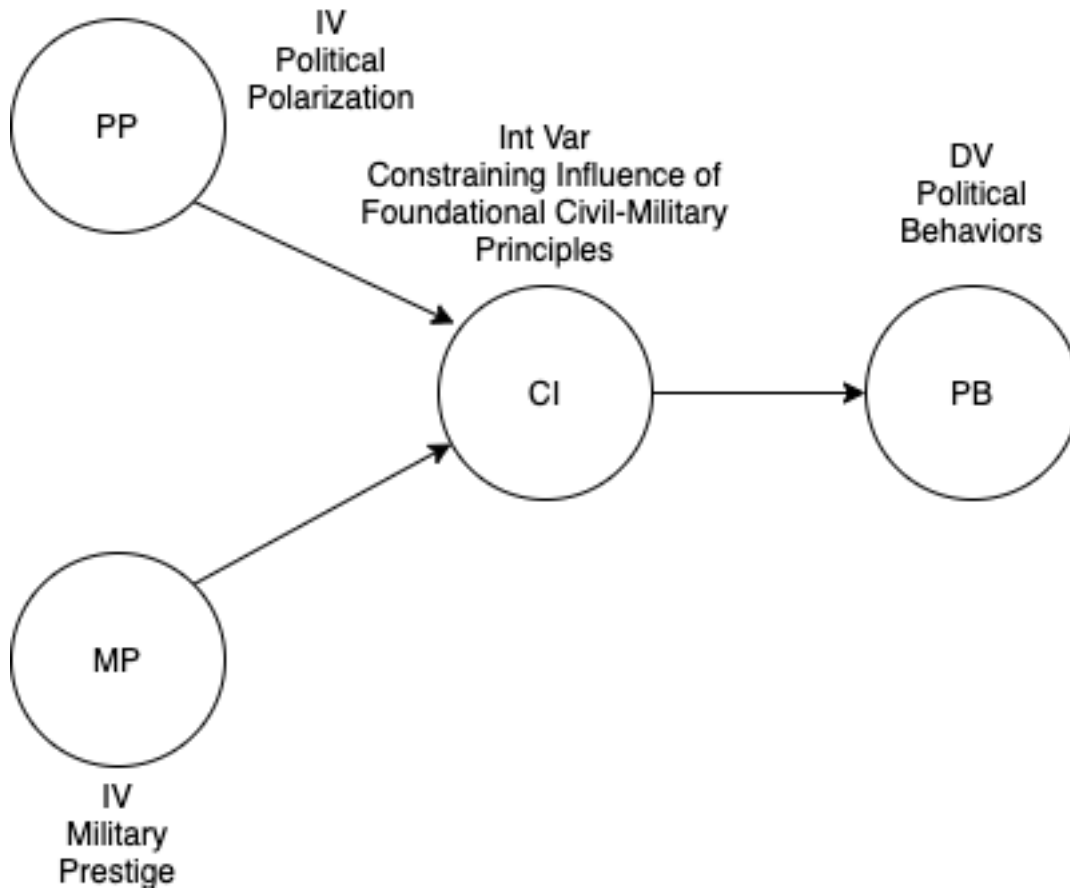 IV
Political
Polarization
PP
Int Var
Constraining Influence of
Foundational Civil-Military
Principles
DV
Political
Behaviors
CI
PB
MP
IV
Military
Prestige